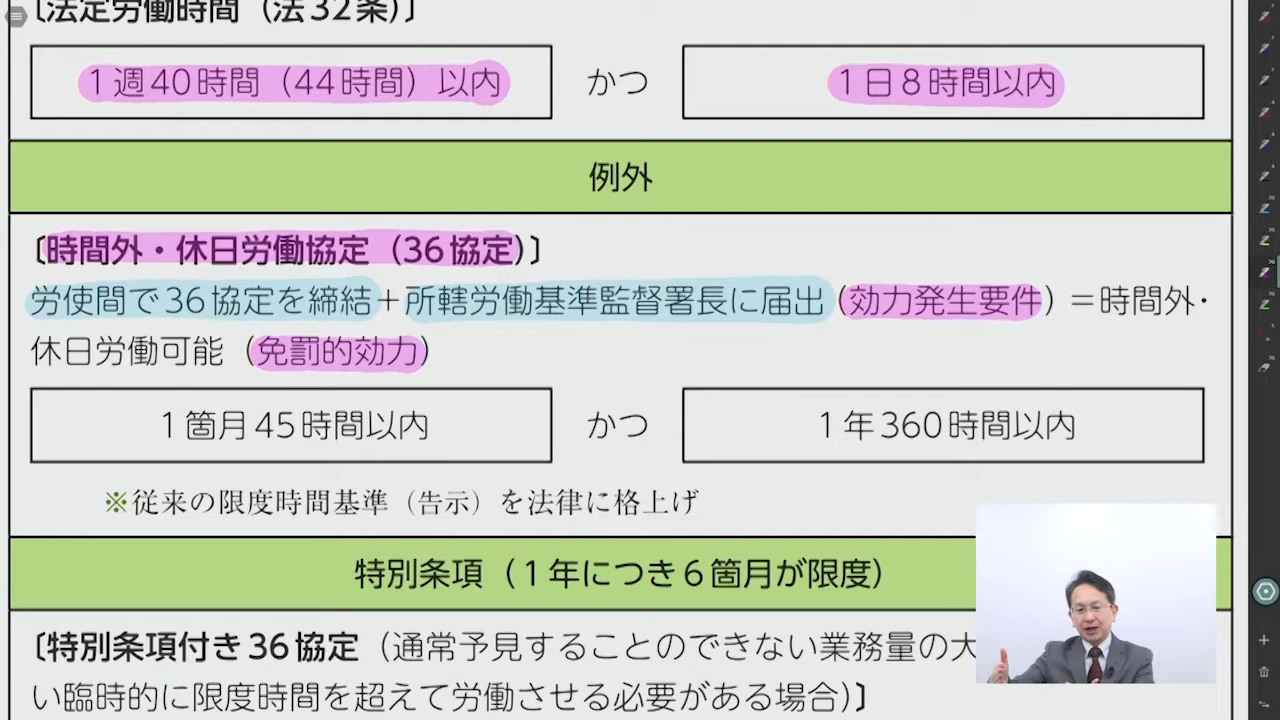 〔法定労働時間（法32条）〕
1週40時間（44時間）以内 かつ 1日8時間以内
例外
〔時間外・休日労働協定（36協定）〕
労使間で36協定を締結＋所轄労働基準監督署長に届出（効力発生要件）＝時間外・
休日労働可能（免罰的効力）
1箇月45時間以内 かつ 1年360時間以内
※従来の限度時間基準（告示）を法律に格上げ
特別条項（1年につき6箇月が限度）
〔特別条項付き36協定（通常予見することのできない業務量の大
い臨時的に限度時間を超えて労働させる必要がある場合）〕